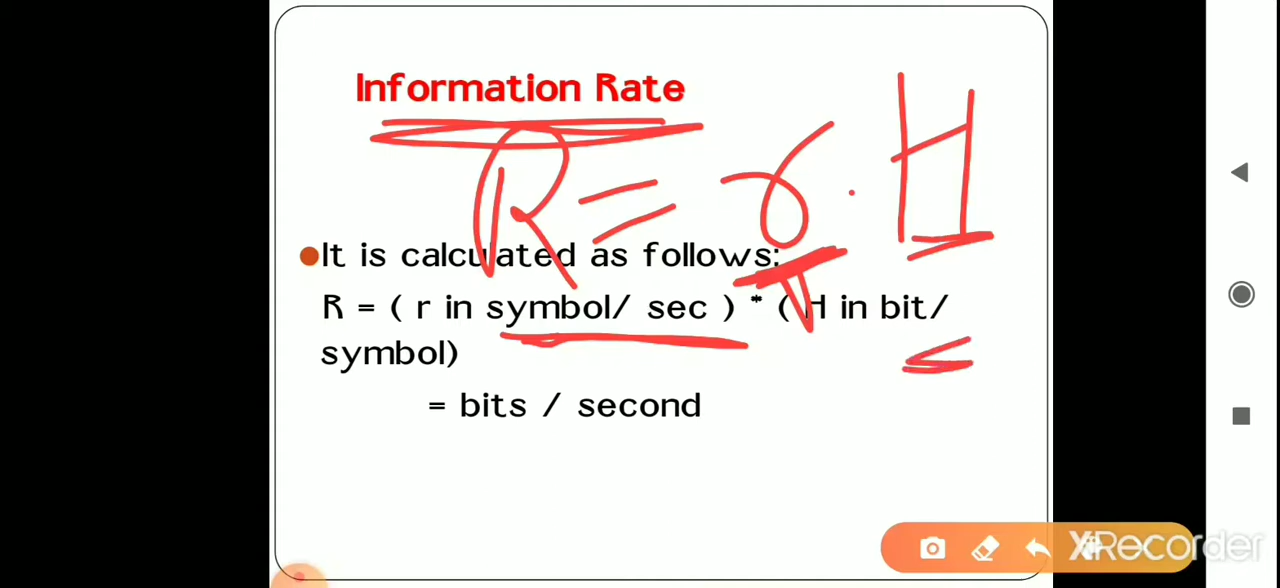 Information Rate
R = r . H
It is calculated as follows:
R = ( r in symbol/ sec ) * ( H in bit/
symbol)
= bits / second
XRecorder